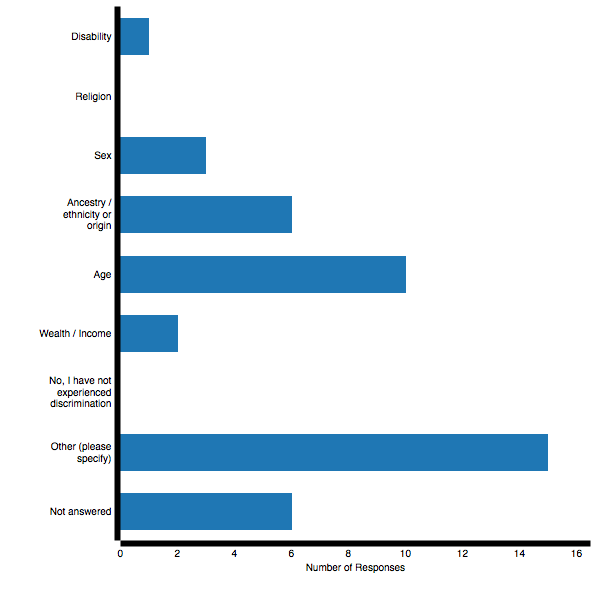 Disability
Religion
Sex
Ancestry /
ethnicity or
origin
Age
Wealth / Income
No, I have not
experienced
discrimination
Other (please
specify)
Not answered
0 2 4 6 8 10 12 14 16
Number of Responses